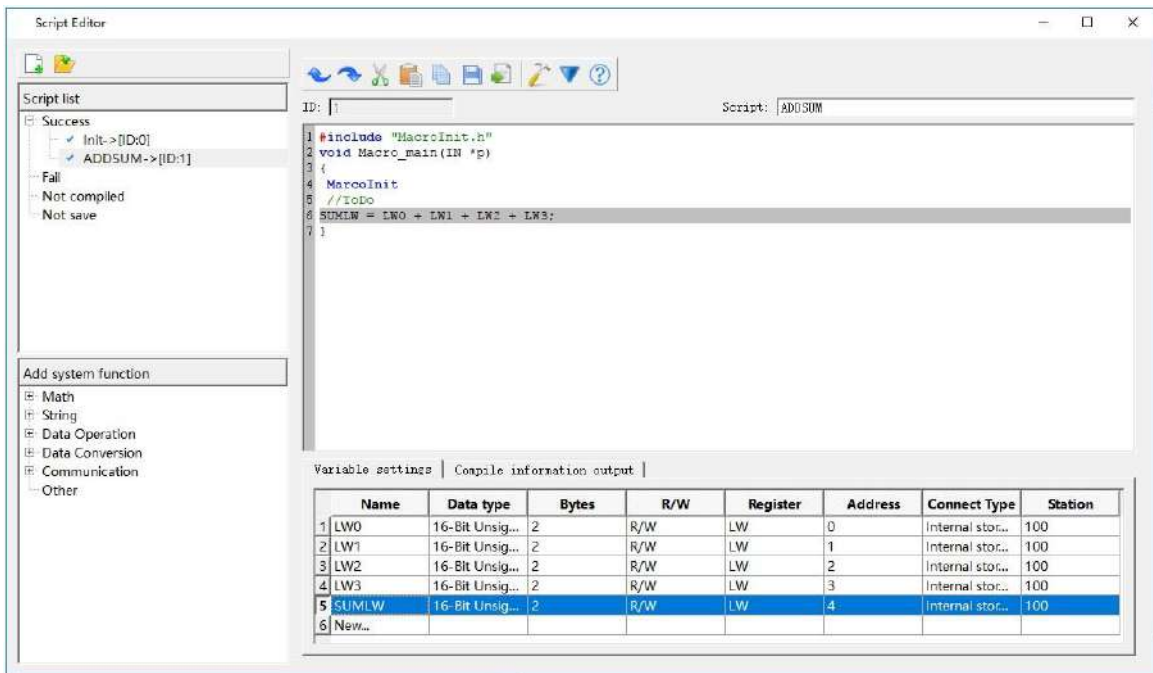 Script Editor
Script list
Success
Init->[ID:0]
ADDSUM->[ID:1]
Fail
Not compiled
Not save
Add system function
Math
String
Data Operation
Data Conversion
Communication
Other
ID: 1 Script: ADDSUM
1 #include "MacroInit.h"
2 void Macro_main(IN *p)
3 {
4 MarcoInit
5 //ToDo
6 SUMLW = LW0 + LW1 + LW2 + LW3;
7 }
Variable settings Compile information output
Name Data type Bytes R/W Register Address Connect Type Station
1 LW0 16-Bit Unsig... 2 R/W LW 0 Internal stor... 100
2 LW1 16-Bit Unsig... 2 R/W LW 1 Internal stor... 100
3 LW2 16-Bit Unsig... 2 R/W LW 2 Internal stor... 100
4 LW3 16-Bit Unsig... 2 R/W LW 3 Internal stor... 100
5 SUMLW 16-Bit Unsig... 2 R/W LW 4 Internal stor... 100
6 New...